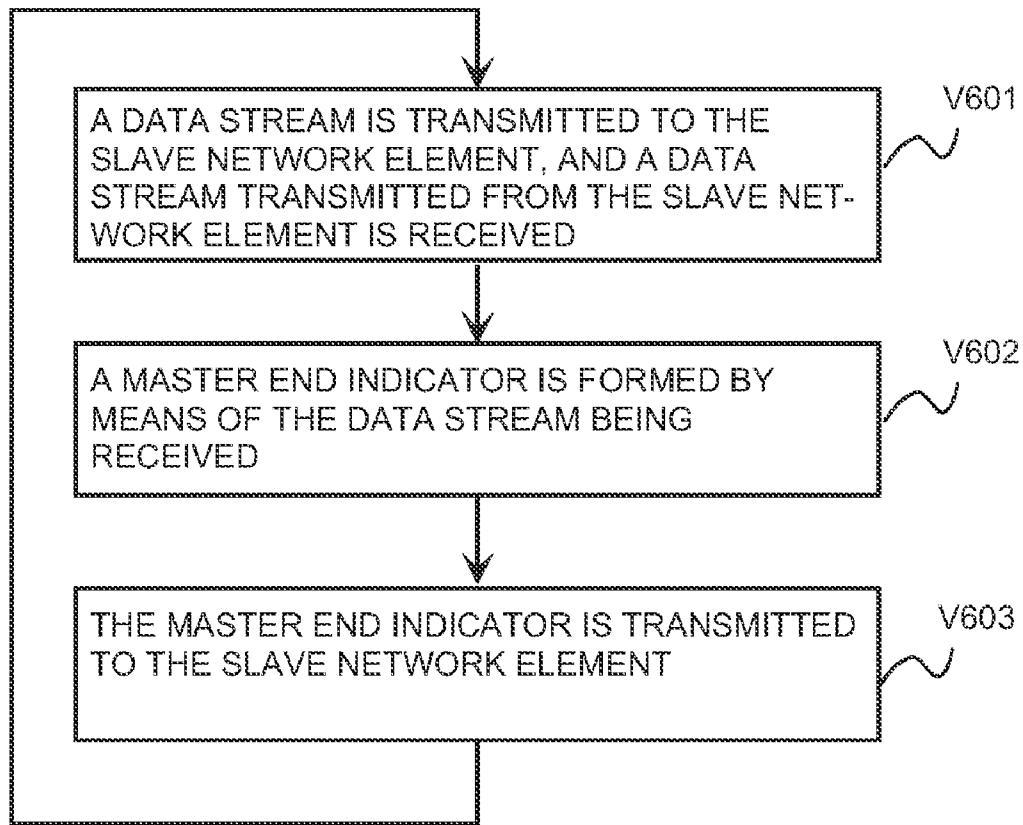 V601
A DATA STREAM IS TRANSMITTED TO THE
SLAVE NETWORK ELEMENT, AND A DATA
STREAM TRANSMITTED FROM THE SLAVE NET-
WORK ELEMENT IS RECEIVED
V602
A MASTER END INDICATOR IS FORMED BY
MEANS OF THE DATA STREAM BEING
RECEIVED
V603
THE MASTER END INDICATOR IS TRANSMITTED
TO THE SLAVE NETWORK ELEMENT